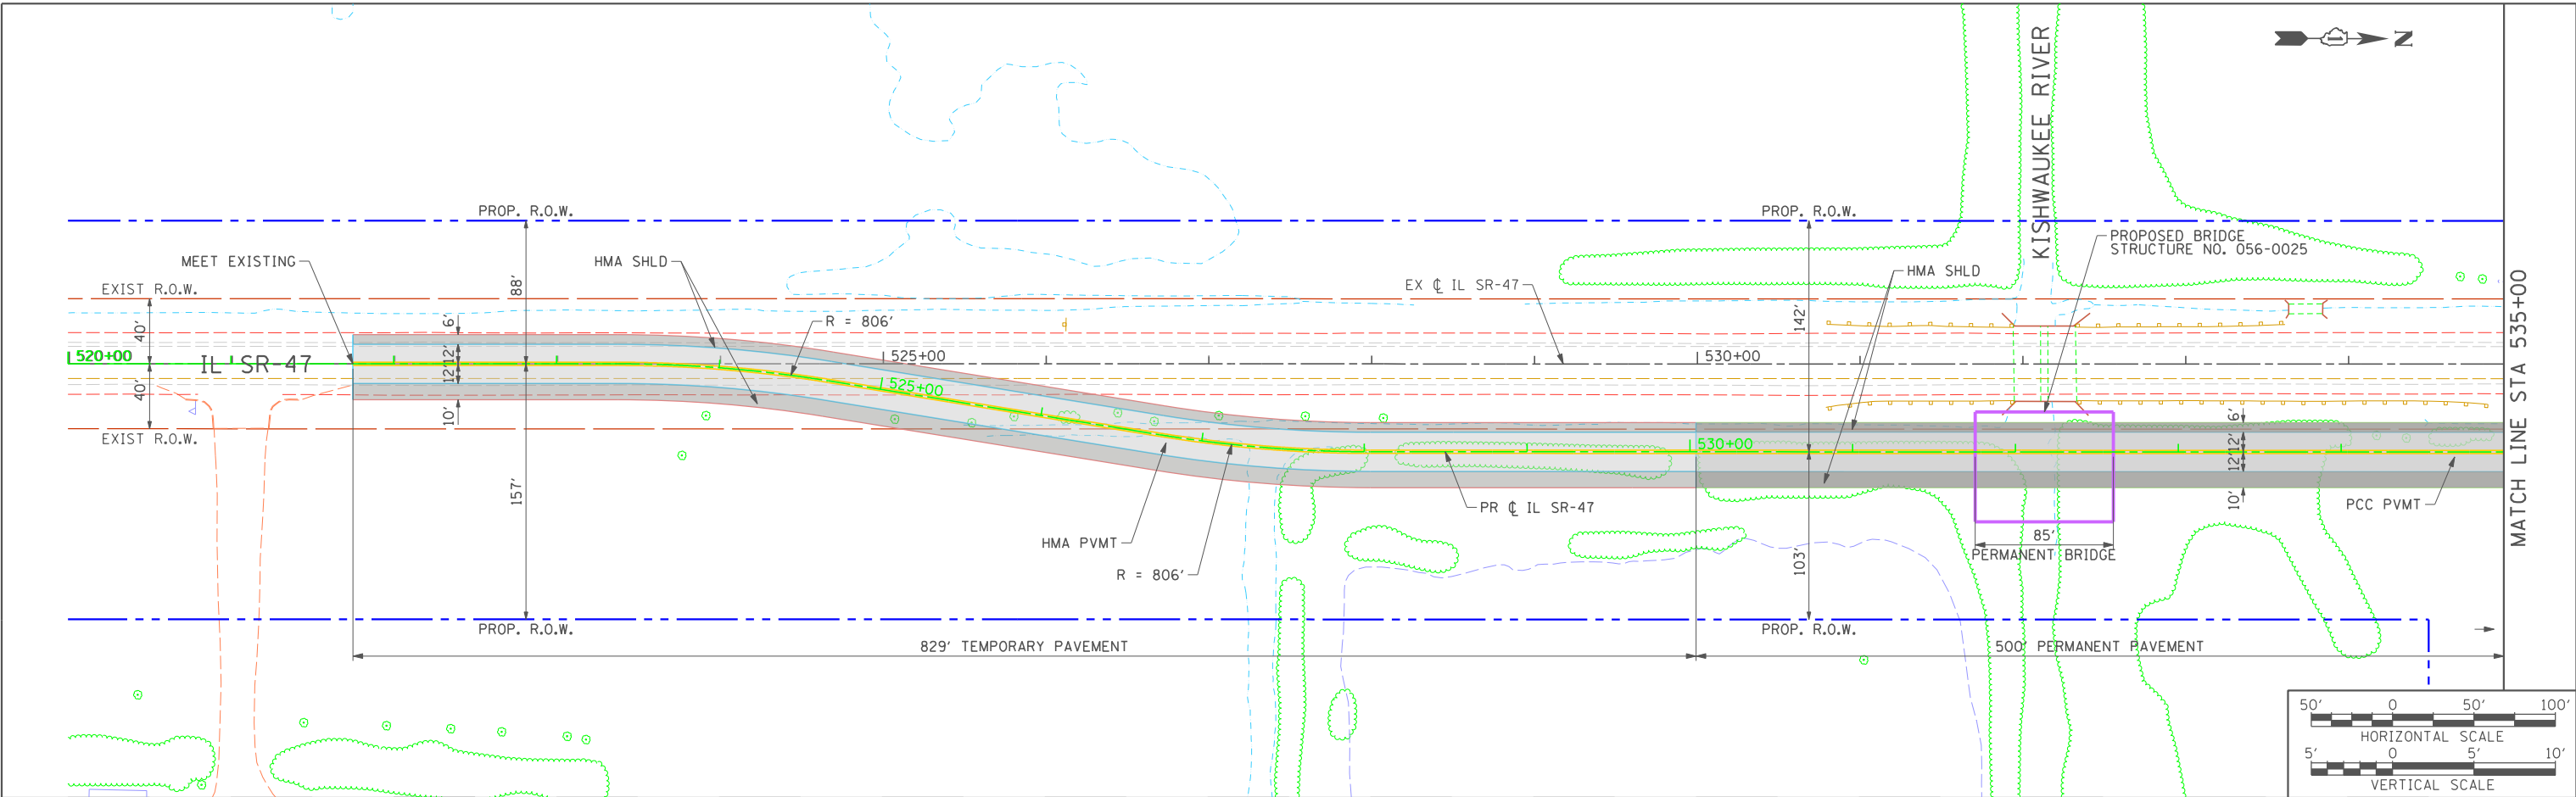 N
KISHWAUKEE RIVER
PROP. R.O.W.
PROP. R.O.W.
PROPOSED BRIDGE
STRUCTURE NO. 056-0025
MEET EXISTING
HMA SHLD
HMA SHLD
88'
EXIST R.O.W.
EX ℄ IL SR-47
142'
40'
6'
R = 806'
520+00
IL SR-47
12'
12'
525+00
530+00
525+00
40'
10'
EXIST R.O.W.
530+00
6'
12'
12'
10'
157'
PR ℄ IL SR-47
PCC PVMT
HMA PVMT
R = 806'
103'
85'
PERMANENT BRIDGE
MATCH LINE STA 535+00
PROP. R.O.W.
PROP. R.O.W.
829' TEMPORARY PAVEMENT
500' PERMANENT PAVEMENT
50' 0 50' 100'
HORIZONTAL SCALE
5' 0 5' 10'
VERTICAL SCALE